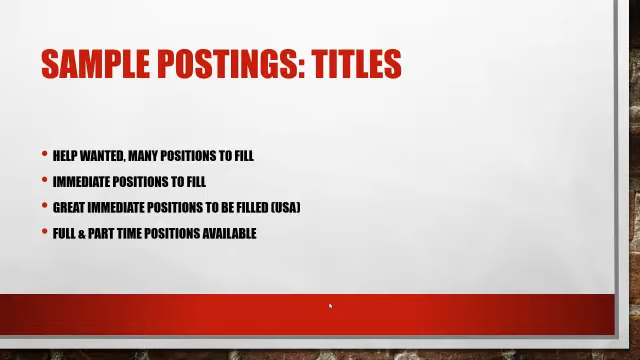 SAMPLE POSTINGS: TITLES
• HELP WANTED, MANY POSITIONS TO FILL
• IMMEDIATE POSITIONS TO FILL
• GREAT IMMEDIATE POSITIONS TO BE FILLED (USA)
• FULL & PART TIME POSITIONS AVAILABLE